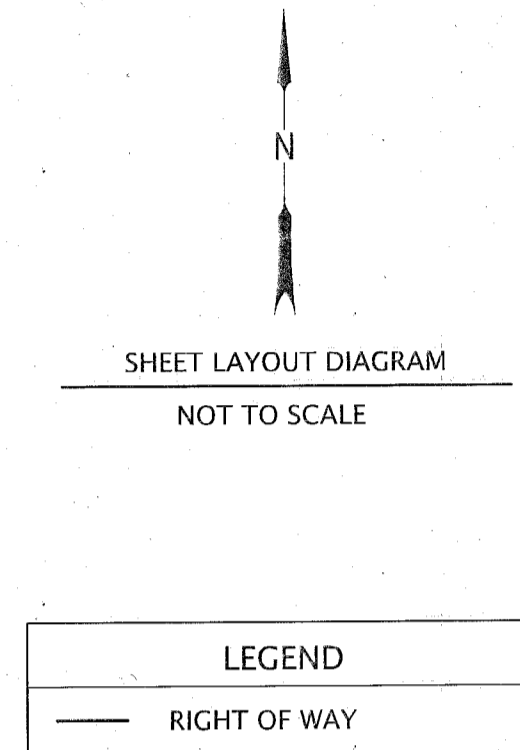 N
SHEET LAYOUT DIAGRAM
NOT TO SCALE
LEGEND
RIGHT OF WAY